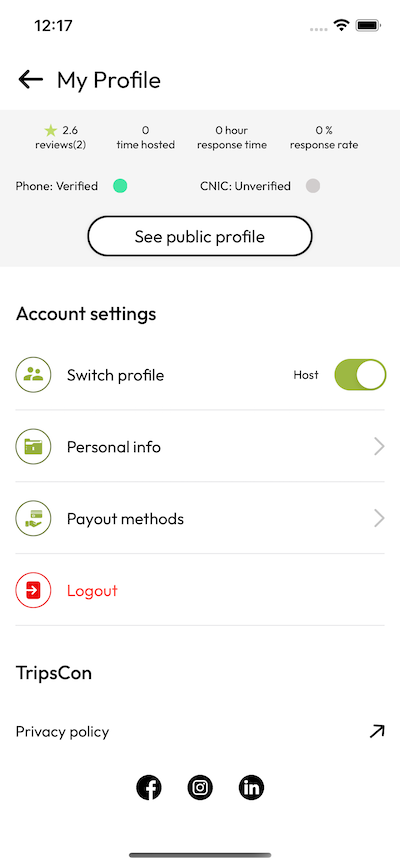 12:17
My Profile
2.6
reviews(2)
0
time hosted
0 hour
response time
0 %
response rate
Phone: Verified
CNIC: Unverified
See public profile
Account settings
Switch profile
Host
Personal info
Payout methods
Logout
TripsCon
Privacy policy